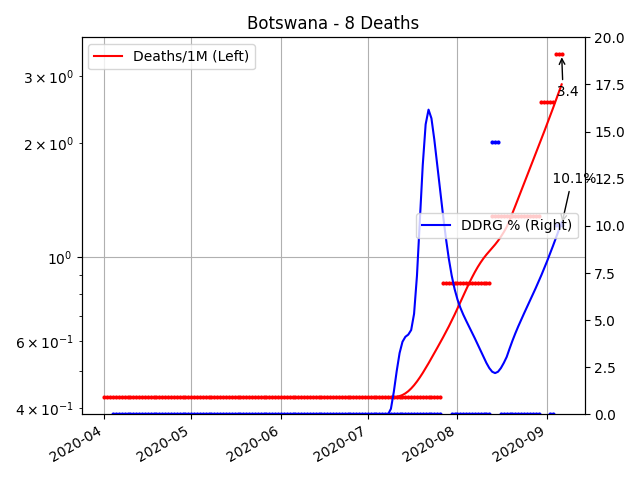 Botswana - 8 Deaths
Deaths/1M (Left)
DDRG % (Right)
3.4
10.1%
3 × 10⁰
2 × 10⁰
10⁰
6 × 10⁻¹
4 × 10⁻¹
20.0
17.5
15.0
12.5
10.0
7.5
5.0
2.5
0.0
2020-04
2020-05
2020-06
2020-07
2020-08
2020-09